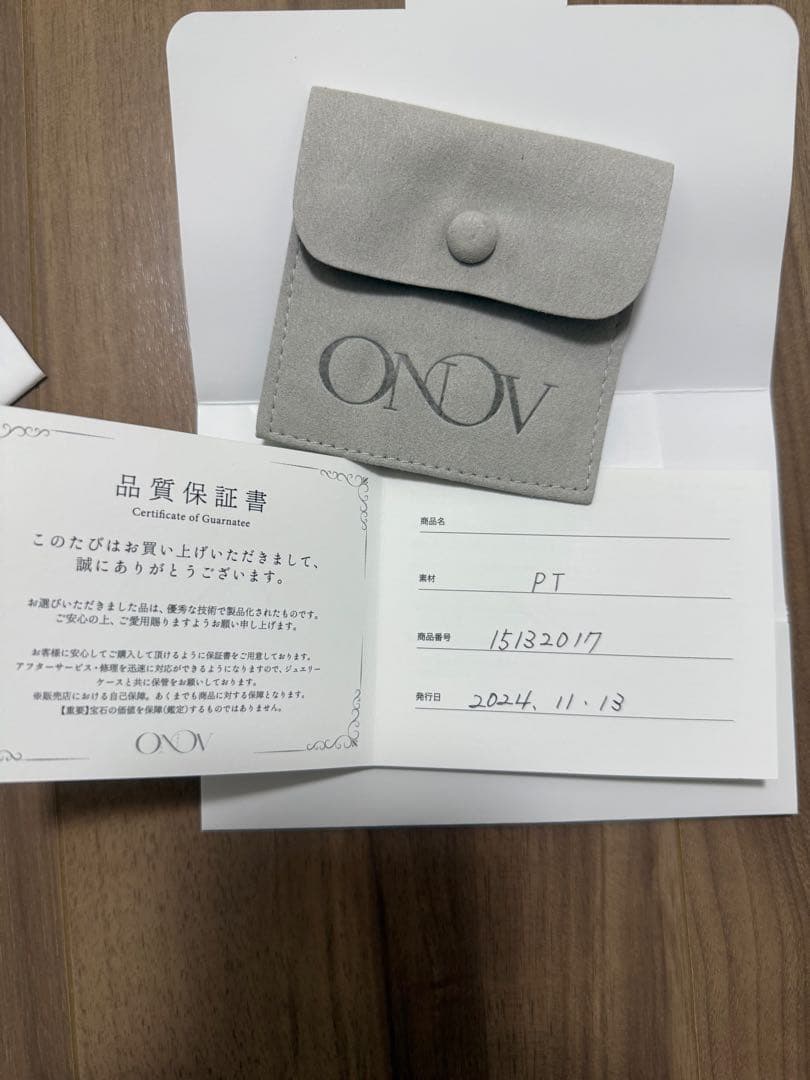 ONOV
品質保証書
Certificate of Guarnatee
このたびはお買い上げいただきまして、
誠にありがとうございます。
お選びいただきました品は、優秀な技術で製品化されたものです。
ご安心の上、ご愛用賜りますようお願い申し上げます。
お客様に安心してご購入して頂けるように保証書をご用意しております。
アフターサービス・修理を迅速に対応ができるようになりますので、ジュエリー
ケースと共に保管をお願いしております。
※販売店における自己保障。あくまでも商品に対する保障となります。
【重要】宝石の価値を保障(鑑定)するものではありません。
ONOV
商品名
素材 PT
商品番号 15132017
発行日 2024.11.13